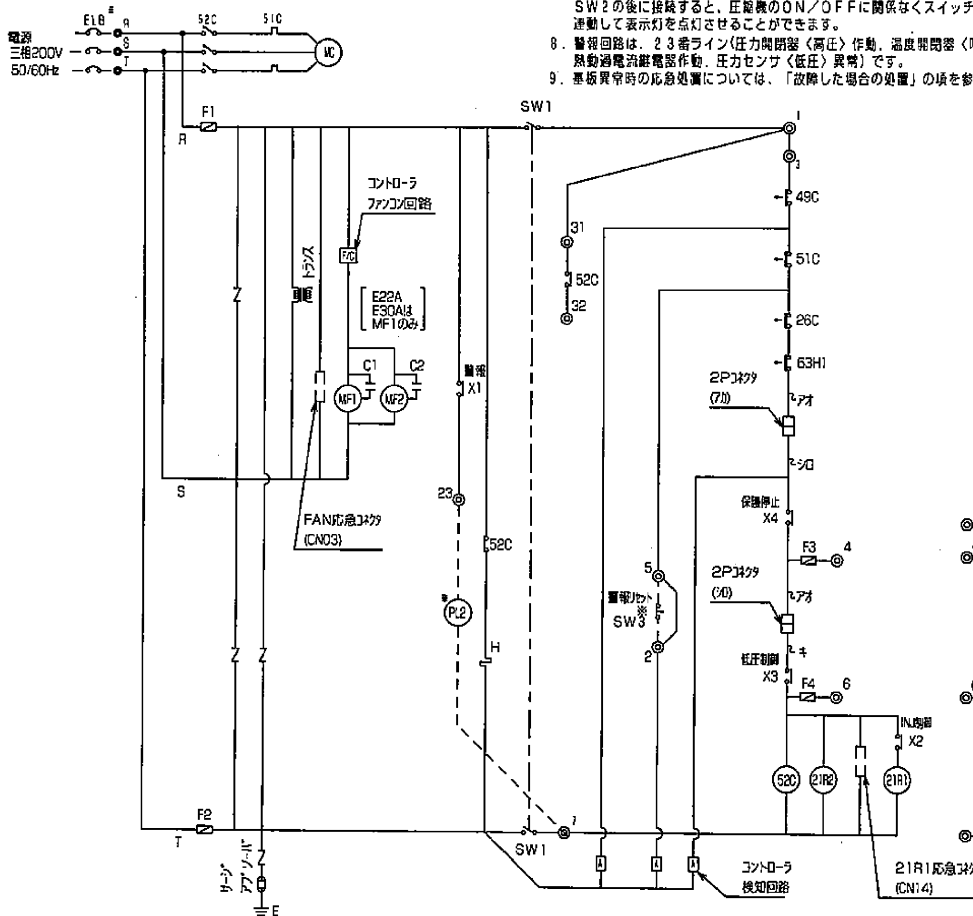 SW2の後に接続すると、圧縮機のON／OFFに関係なくスイッチ
連動して表示灯を点灯させることができます。
8．警報回路は、23番ライン(圧力開閉器〈高圧〉作動、温度開閉器
熱動過電流継電器作動、圧力センサ〈低圧〉異常)です。
9．基板異常時の応急処置については、「故障した場合の処置」の項を参
電源
三相200V
50/60Hz
ELB ※
R
S
T
52C
51C
MC
F1
R
SW1
1
コントローラ
ファンコン回路
F/C
トランス
E22A
E30Aは
MF1のみ
C1
C2
MF1
MF2
警報
X1
S
23
FAN応急コネクタ
(CN03)
52C
※
PL2
H
31
52C
32
49C
51C
26C
63H1
2Pコネクタ
(アカ)
アオ
シロ
保護停止
X4
F3
4
2Pコネクタ
(シロ)
アオ
キ
5
警報リセット
※
SW3
2
低圧制御
X3
F4
6
INJ制御
X2
52C
21R2
21R1
F2
T
SW1
7
A
A
A
コントローラ
検知回路
21R1応急コネ
(CN14)
サージ
アブソーバ
E